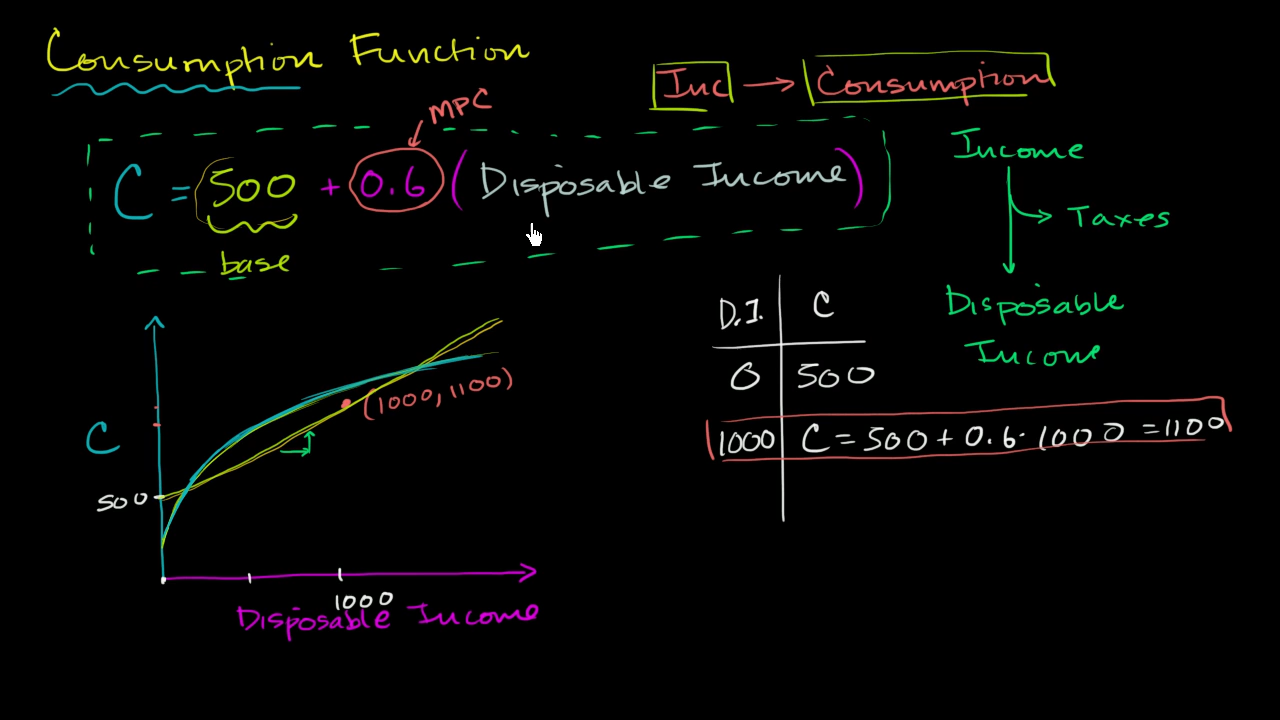 Consumption Function
Inc → Consumption
MPC
C = 500 + 0.6 (Disposable Income)
base
Income
Taxes
Disposable
Income
D.I. C
0 500
1000 C = 500 + 0.6 · 1000 = 1100
(1000, 1100)
C
500
1000
Disposable Income